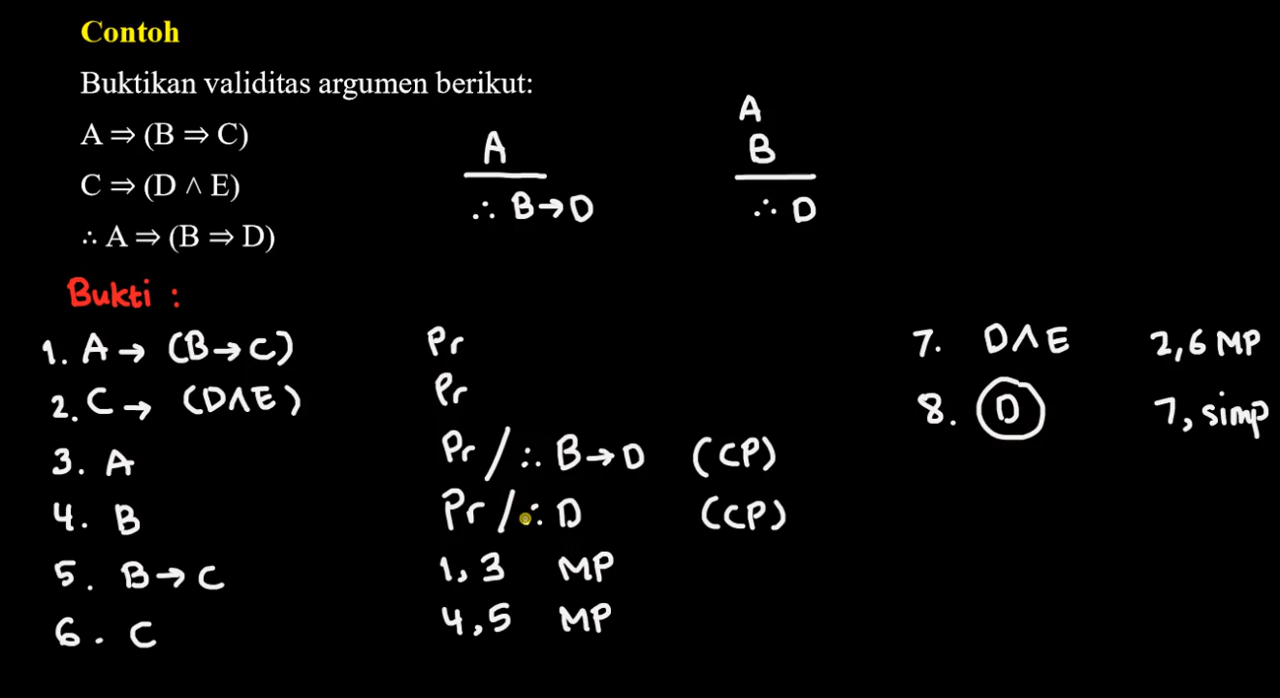 Contoh
Buktikan validitas argumen berikut:
A ⇒ (B ⇒ C)
C ⇒ (D ∧ E)
∴ A ⇒ (B ⇒ D)
A
∴ B → D
A
B
∴ D
Bukti :
1. A → (B → C) Pr
2. C → (D ∧ E) Pr
3. A Pr / ∴ B → D (CP)
4. B Pr / ∴ D (CP)
5. B → C 1, 3 MP
6. C 4, 5 MP
7. D ∧ E 2, 6 MP
8. D 7, simp